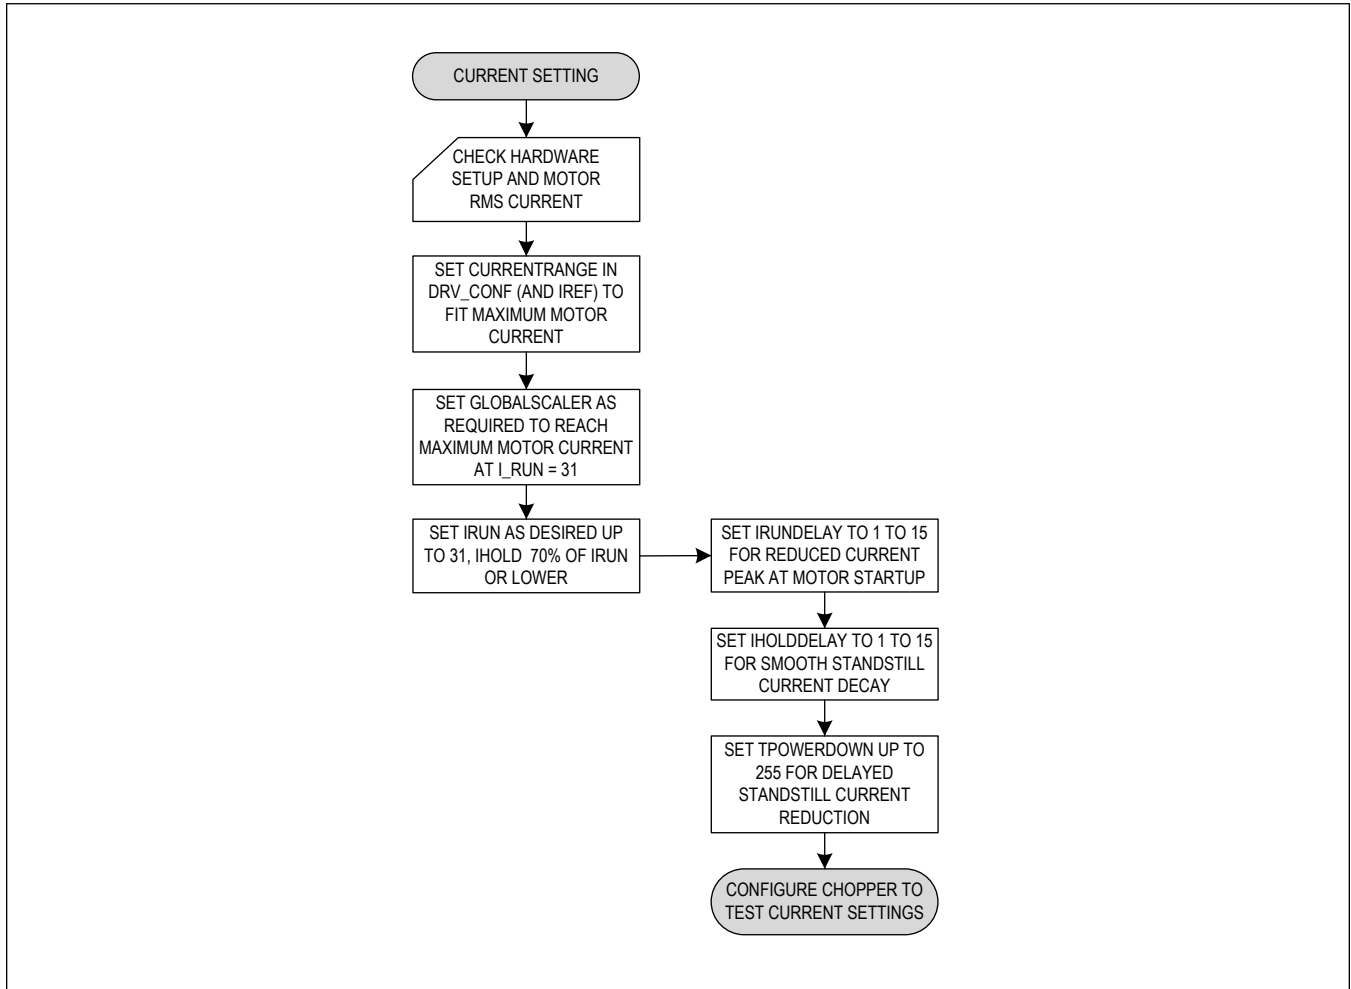 CURRENT SETTING
CHECK HARDWARE
SETUP AND MOTOR
RMS CURRENT
SET CURRENTRANGE IN
DRV_CONF (AND IREF) TO
FIT MAXIMUM MOTOR
CURRENT
SET GLOBALSCALER AS
REQUIRED TO REACH
MAXIMUM MOTOR CURRENT
AT I_RUN = 31
SET IRUN AS DESIRED UP
TO 31, IHOLD 70% OF IRUN
OR LOWER
SET IRUNDELAY TO 1 TO 15
FOR REDUCED CURRENT
PEAK AT MOTOR STARTUP
SET IHOLDDELAY TO 1 TO 15
FOR SMOOTH STANDSTILL
CURRENT DECAY
SET TPOWERDOWN UP TO
255 FOR DELAYED
STANDSTILL CURRENT
REDUCTION
CONFIGURE CHOPPER TO
TEST CURRENT SETTINGS